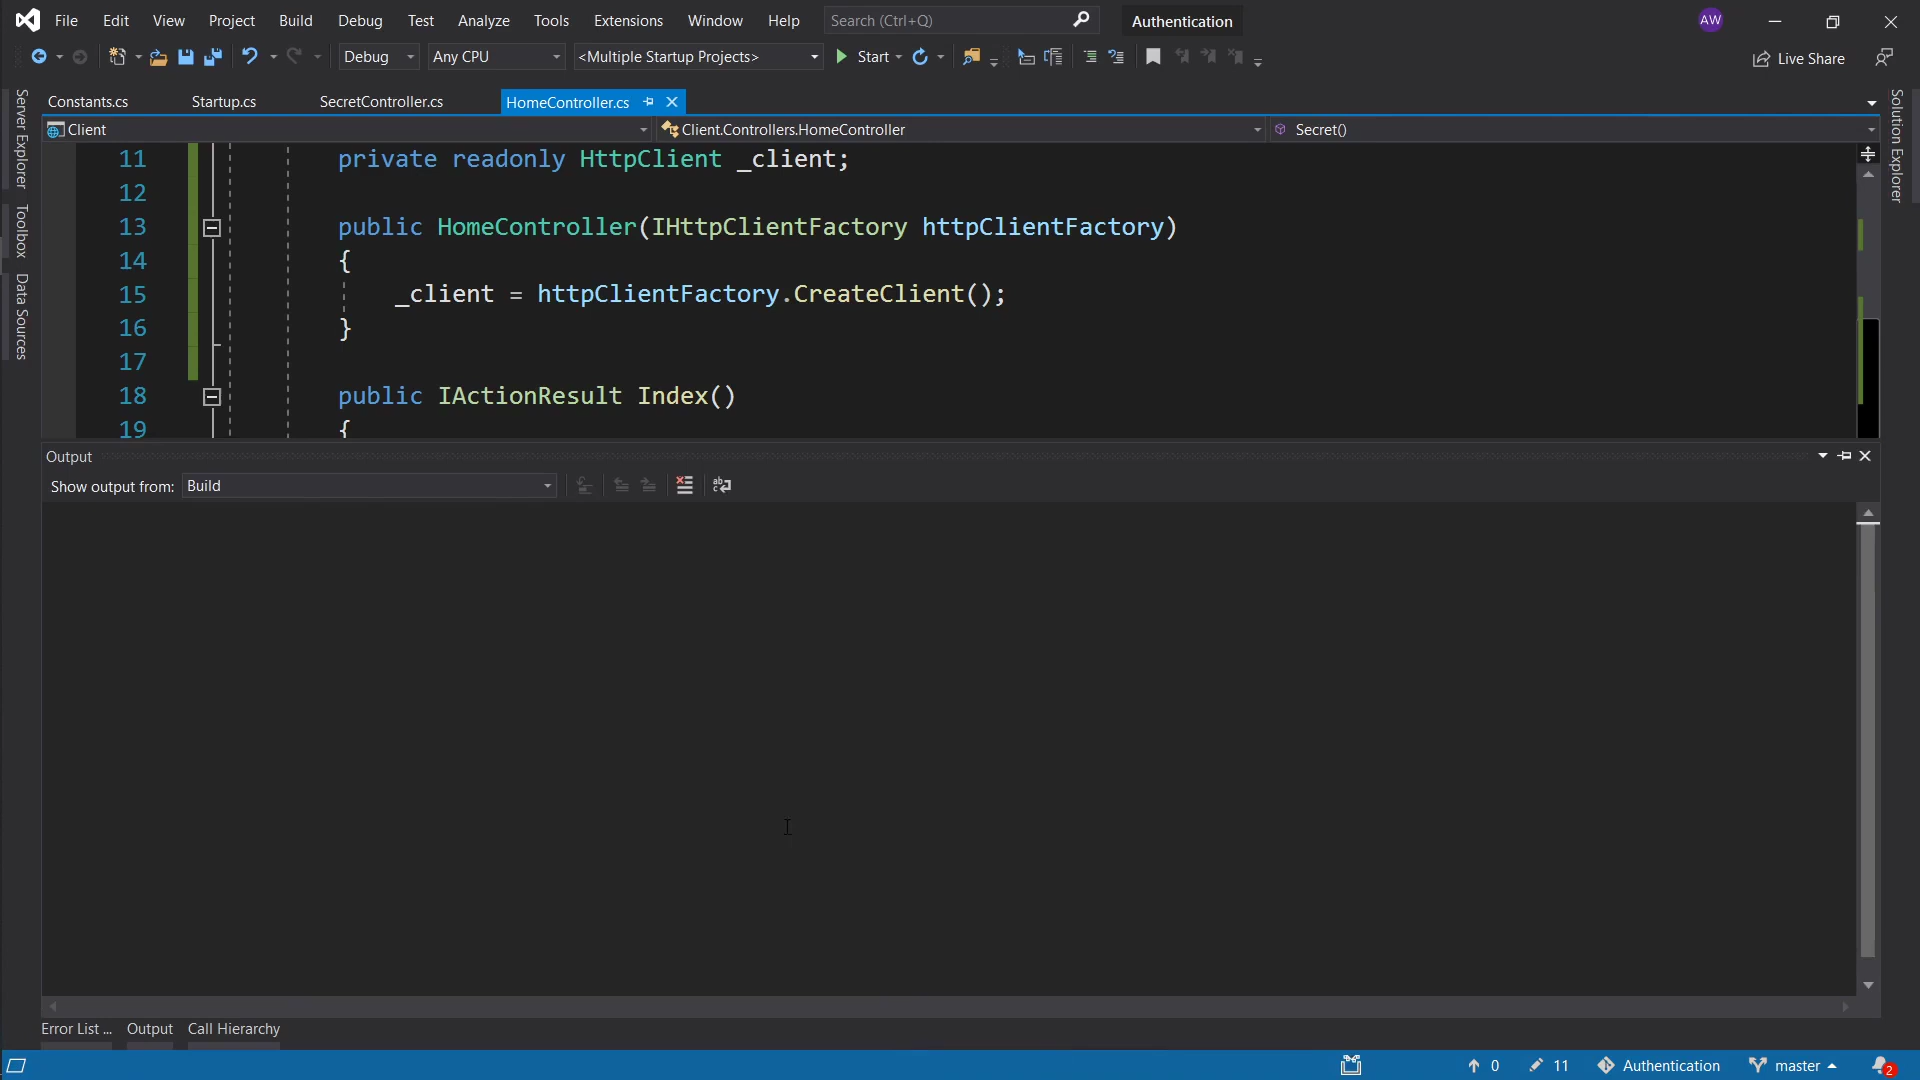 File Edit View Project Build Debug Test Analyze Tools Extensions Window Help Search (Ctrl+Q) Authentication AW
Debug Any CPU <Multiple Startup Projects> Start Live Share
Constants.cs Startup.cs SecretController.cs HomeController.cs
Client Client.Controllers.HomeController Secret()
Server Explorer
Toolbox
Data Sources
Solution Explorer
11 private readonly HttpClient _client;
12
13 public HomeController(IHttpClientFactory httpClientFactory)
14 {
15 _client = httpClientFactory.CreateClient();
16 }
17
18 public IActionResult Index()
19 {
Output
Show output from: Build
Error List ... Output Call Hierarchy
0 11 Authentication master 2